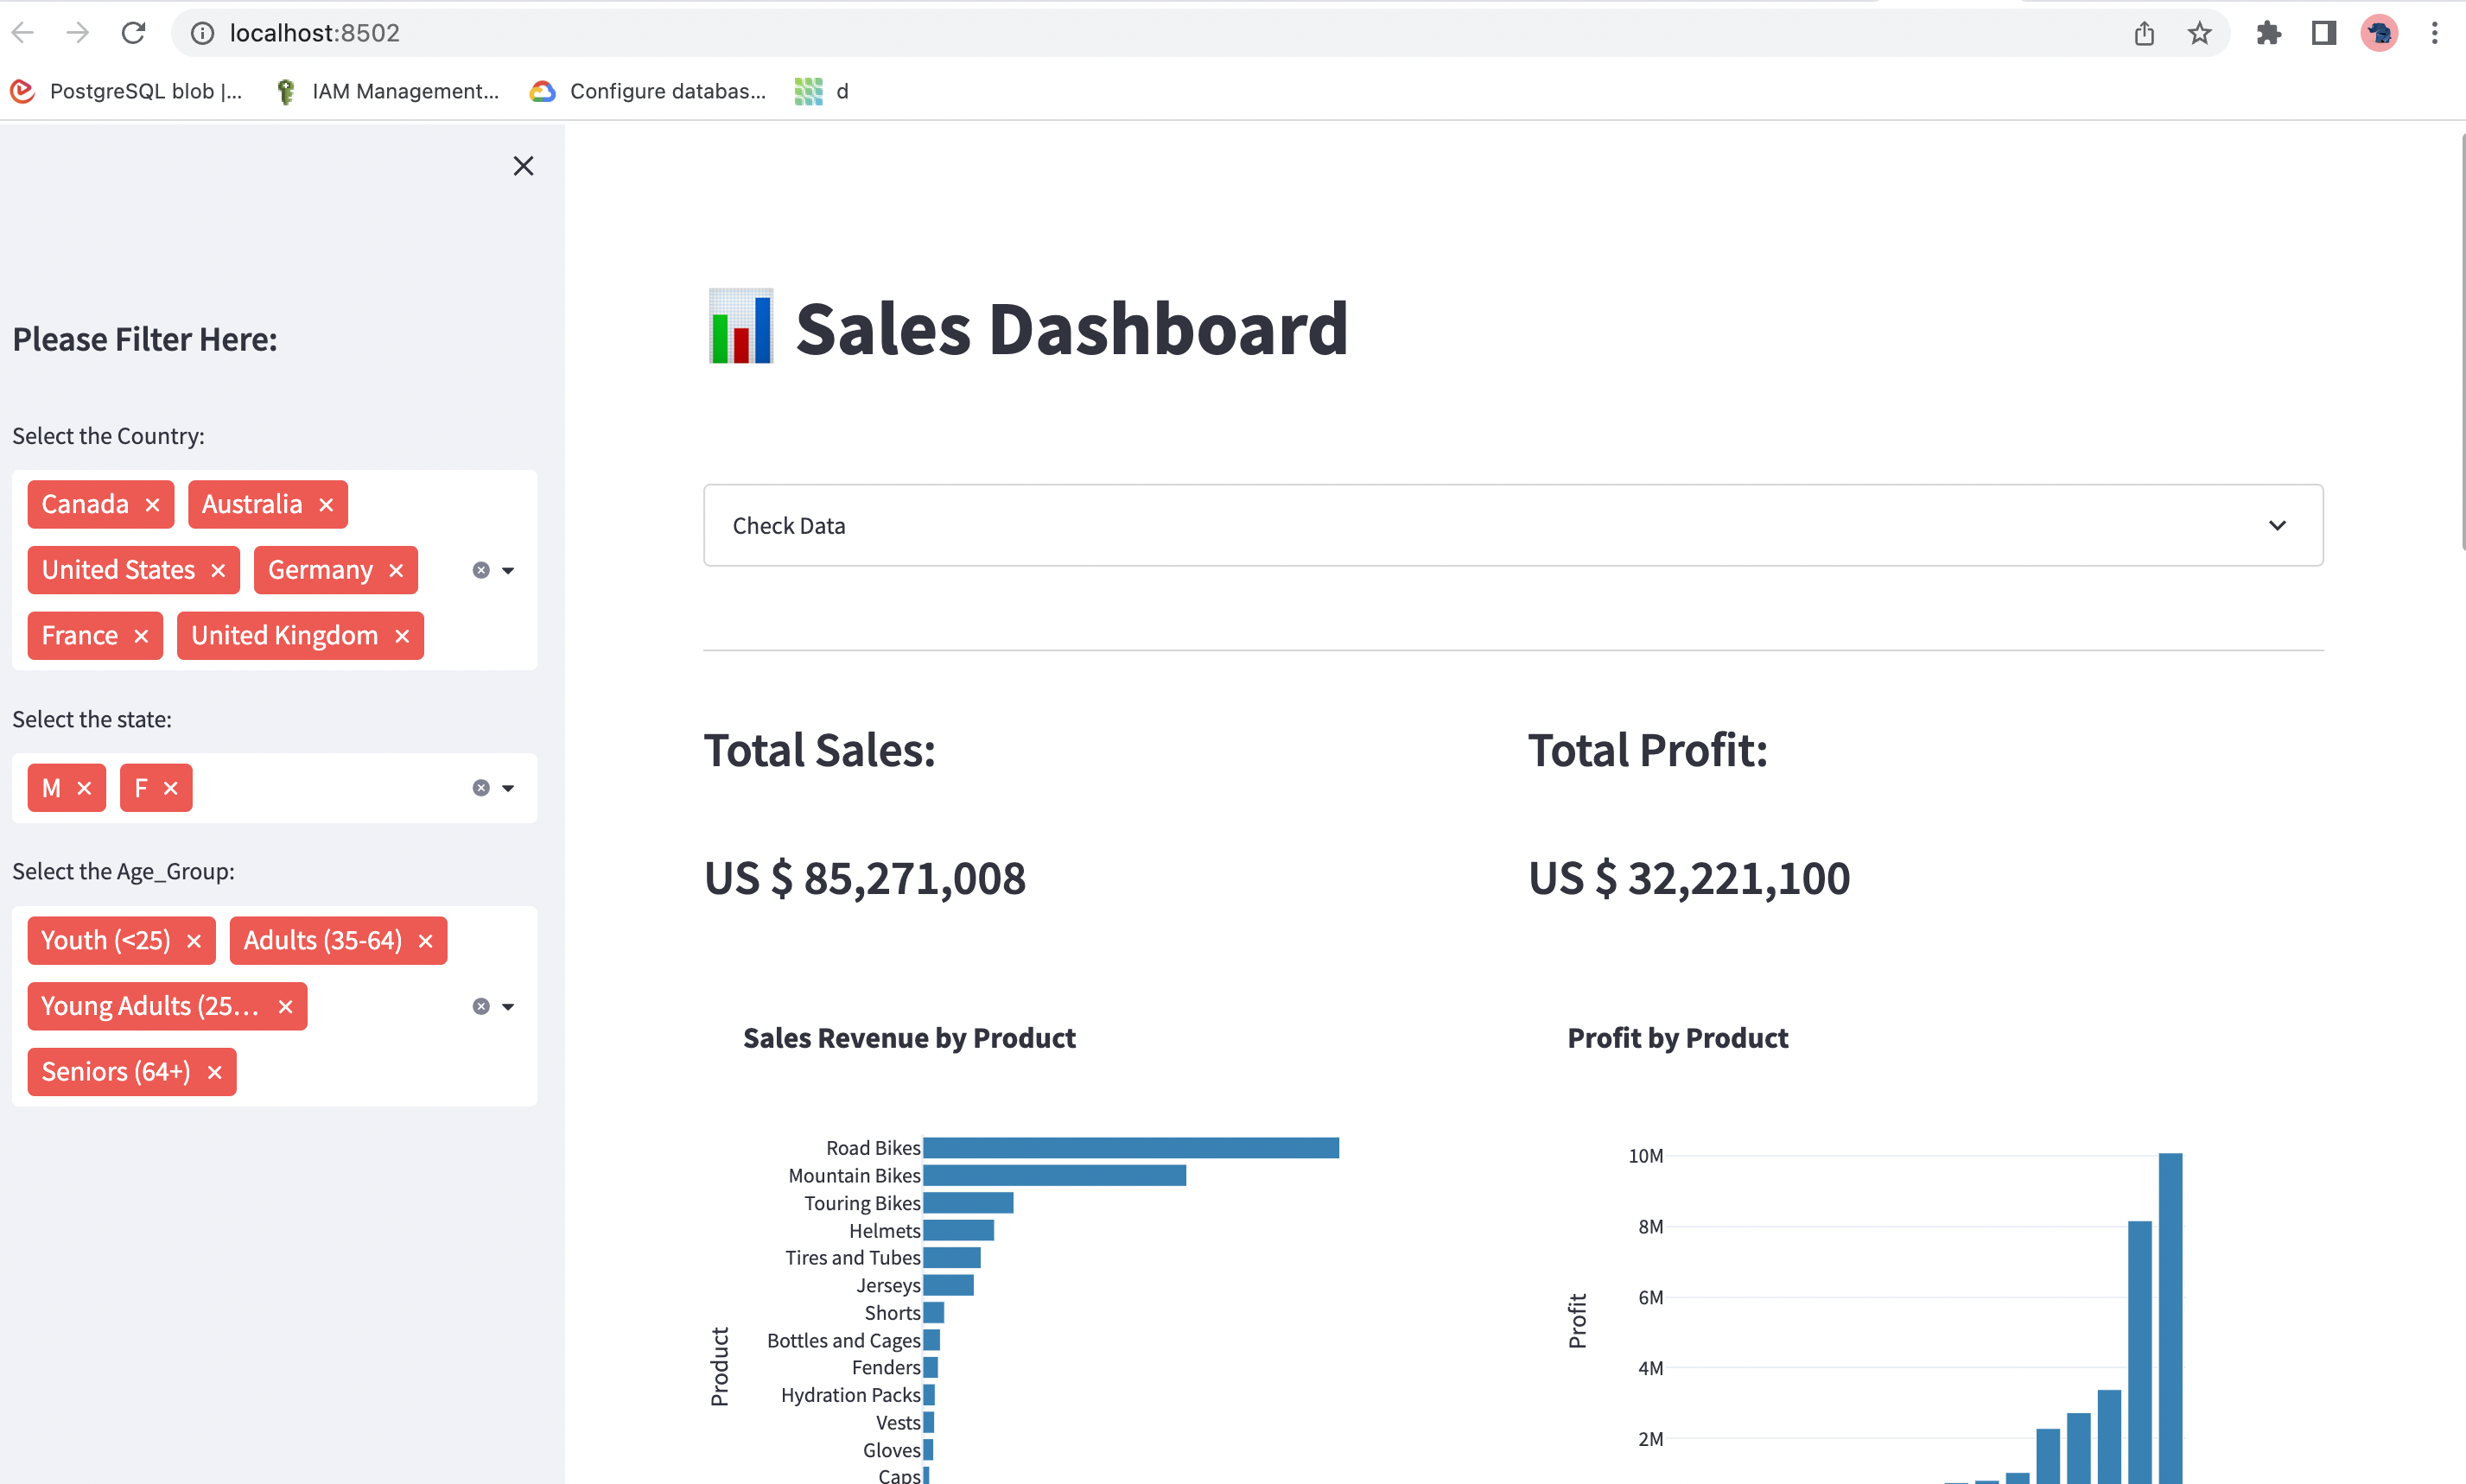 localhost:8502
PostgreSQL blob |...
IAM Management...
Configure databas...
d
Please Filter Here:
Select the Country:
Canada
Australia
United States
Germany
France
United Kingdom
Select the state:
M
F
Select the Age_Group:
Youth (<25)
Adults (35-64)
Young Adults (25...
Seniors (64+)
Sales Dashboard
Check Data
Total Sales:
US $ 85,271,008
Total Profit:
US $ 32,221,100
Sales Revenue by Product
Product
Road Bikes
Mountain Bikes
Touring Bikes
Helmets
Tires and Tubes
Jerseys
Shorts
Bottles and Cages
Fenders
Hydration Packs
Vests
Gloves
Caps
Profit by Product
Profit
10M
8M
6M
4M
2M